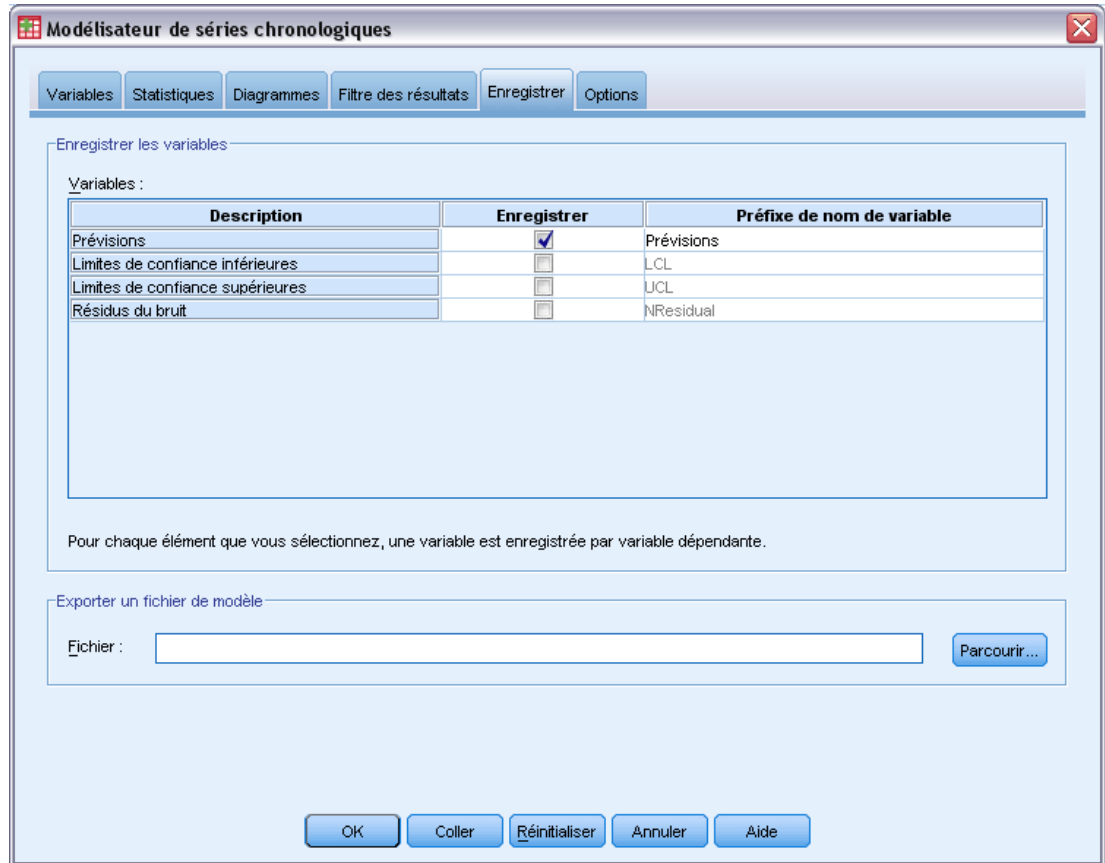 Modélisateur de séries chronologiques
Variables Statistiques Diagrammes Filtre des résultats Enregistrer Options
Enregistrer les variables
Variables :
Description Enregistrer Préfixe de nom de variable
Prévisions Prévisions
Limites de confiance inférieures LCL
Limites de confiance supérieures UCL
Résidus du bruit NResidual
Pour chaque élément que vous sélectionnez, une variable est enregistrée par variable dépendante.
Exporter un fichier de modèle
Fichier : Parcourir...
OK Coller Réinitialiser Annuler Aide